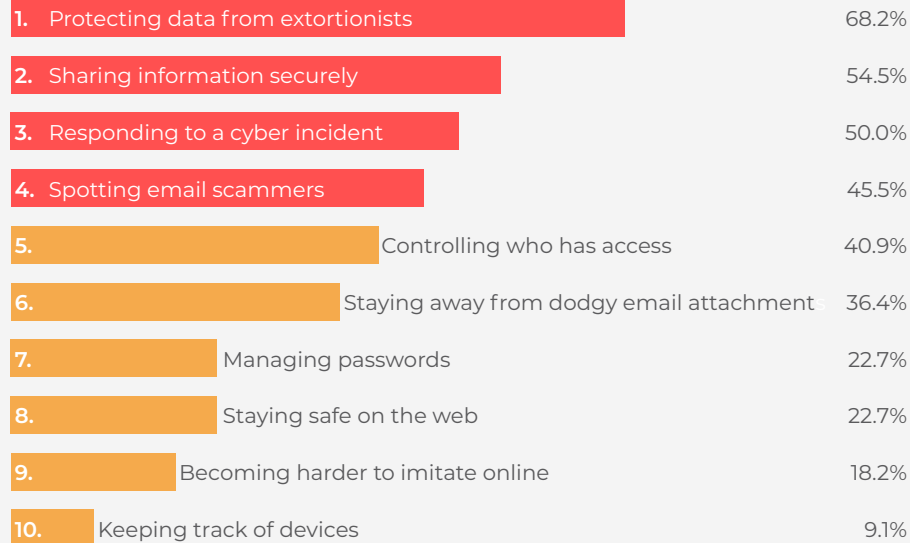 1. Protecting data from extortionists 68.2%
2. Sharing information securely 54.5%
3. Responding to a cyber incident 50.0%
4. Spotting email scammers 45.5%
5. Controlling who has access 40.9%
6. Staying away from dodgy email attachments 36.4%
7. Managing passwords 22.7%
8. Staying safe on the web 22.7%
9. Becoming harder to imitate online 18.2%
10. Keeping track of devices 9.1%